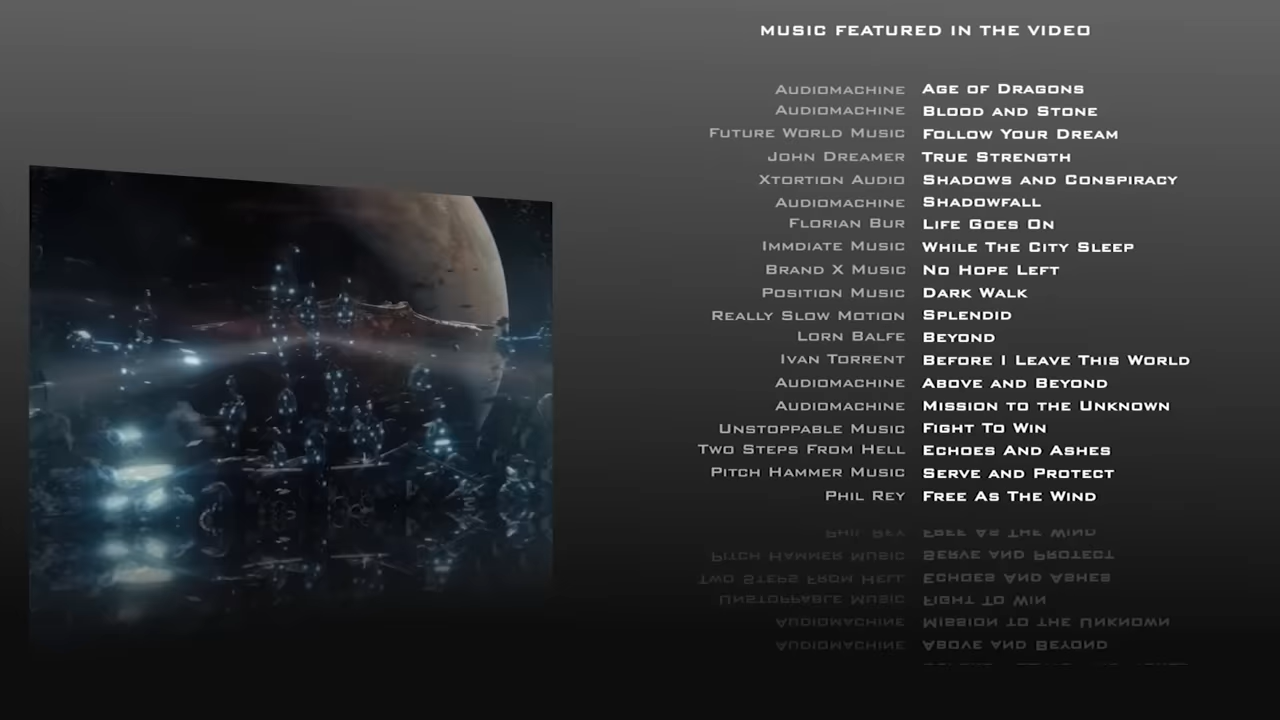 MUSIC FEATURED IN THE VIDEO
AUDIOMACHINE AGE OF DRAGONS
AUDIOMACHINE BLOOD AND STONE
FUTURE WORLD MUSIC FOLLOW YOUR DREAM
JOHN DREAMER TRUE STRENGTH
XTORTION AUDIO SHADOWS AND CONSPIRACY
AUDIOMACHINE SHADOWFALL
FLORIAN BUR LIFE GOES ON
IMMDIATE MUSIC WHILE THE CITY SLEEP
BRAND X MUSIC NO HOPE LEFT
POSITION MUSIC DARK WALK
REALLY SLOW MOTION SPLENDID
LORN BALFE BEYOND
IVAN TORRENT BEFORE I LEAVE THIS WORLD
AUDIOMACHINE ABOVE AND BEYOND
AUDIOMACHINE MISSION TO THE UNKNOWN
UNSTOPPABLE MUSIC FIGHT TO WIN
TWO STEPS FROM HELL ECHOES AND ASHES
PITCH HAMMER MUSIC SERVE AND PROTECT
PHIL REY FREE AS THE WIND